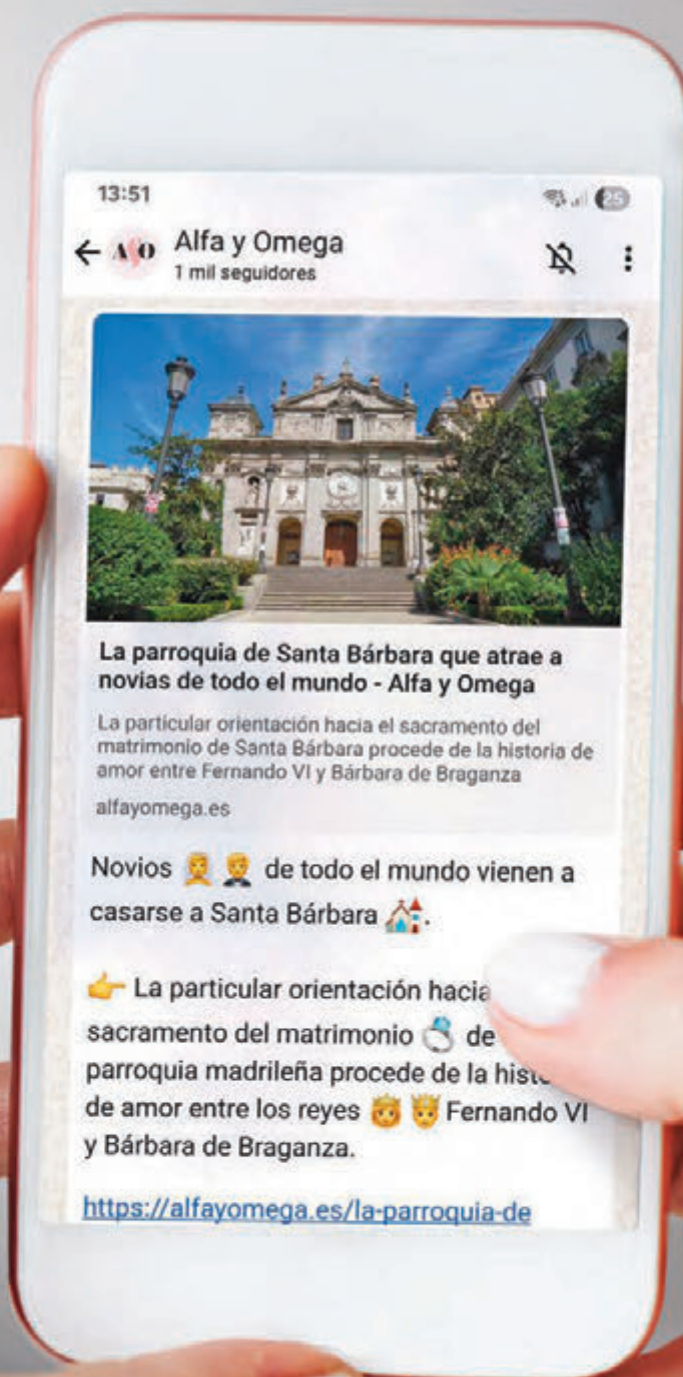 13:51
25
A&O Alfa y Omega
1 mil seguidores
La parroquia de Santa Bárbara que atrae a
novias de todo el mundo - Alfa y Omega
La particular orientación hacia el sacramento del
matrimonio de Santa Bárbara procede de la historia de
amor entre Fernando VI y Bárbara de Braganza
alfayomega.es
Novios 👰 🤵 de todo el mundo vienen a
casarse a Santa Bárbara 💒.
👉 La particular orientación hacia
sacramento del matrimonio 💍 de
parroquia madrileña procede de la
de amor entre los reyes 👸 🤴 Fernando VI
y Bárbara de Braganza.
https://alfayomega.es/la-parroquia-de